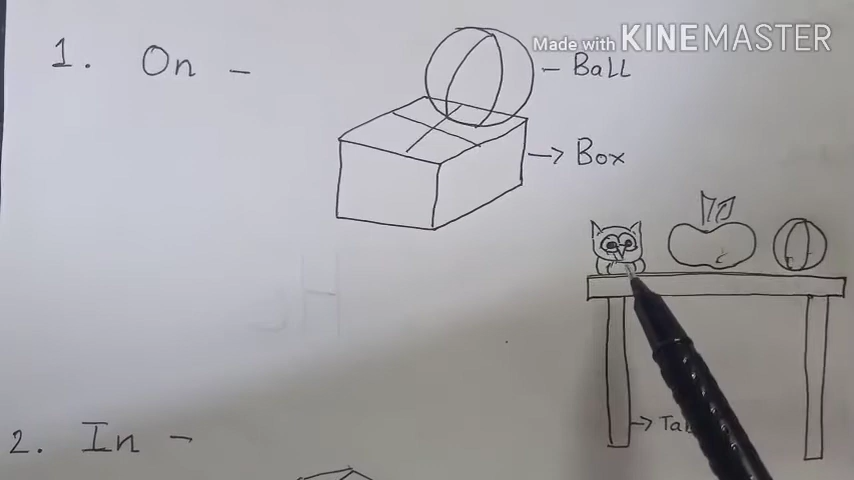 Made with KINEMASTER
1. On -
- Ball
→ Box
2. In -